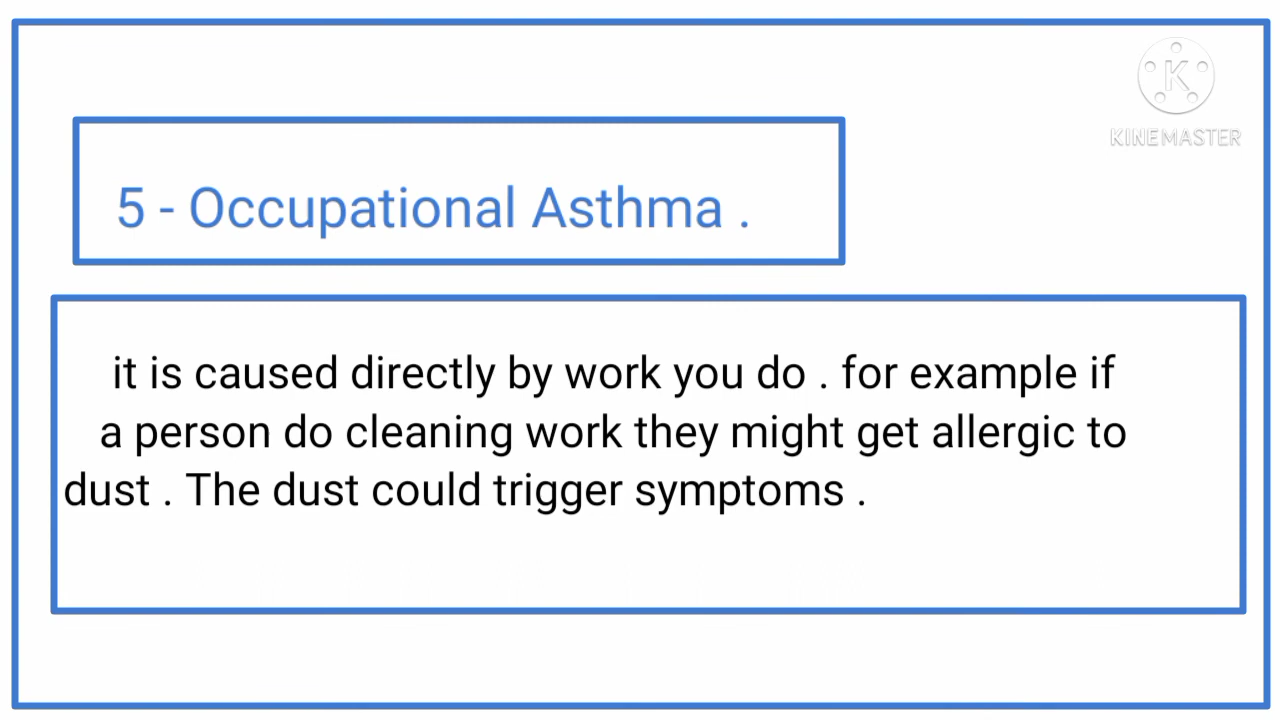 K
KINEMASTER
5 - Occupational Asthma .
it is caused directly by work you do . for example if
a person do cleaning work they might get allergic to
dust . The dust could trigger symptoms .